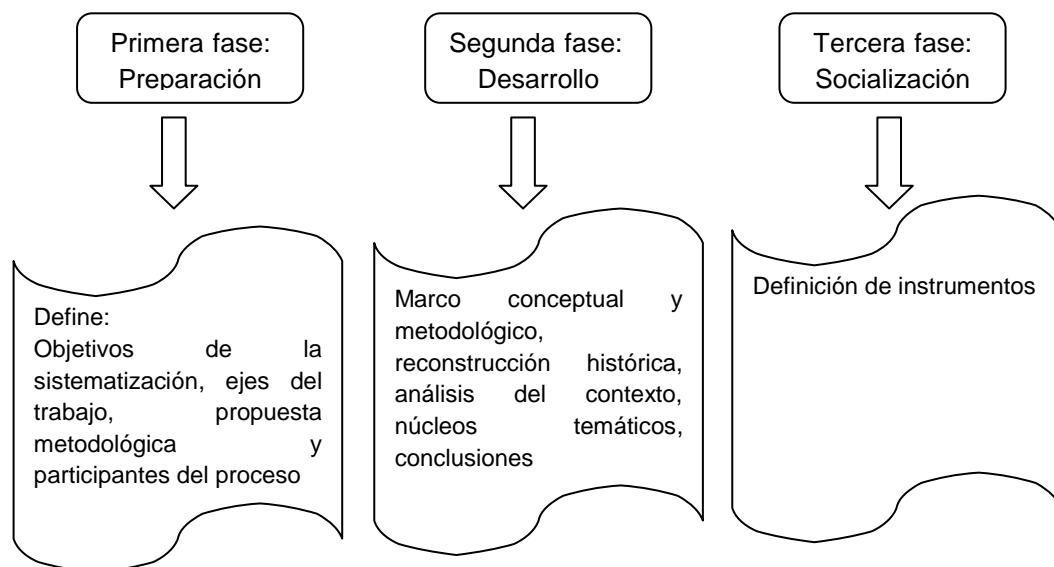 Primera fase:
Preparación
Segunda fase:
Desarrollo
Tercera fase:
Socialización
Define:
Objetivos de la
sistematización, ejes del
trabajo, propuesta
metodológica y
participantes del proceso
Marco conceptual y
metodológico,
reconstrucción histórica,
análisis del contexto,
núcleos temáticos,
conclusiones
Definición de instrumentos